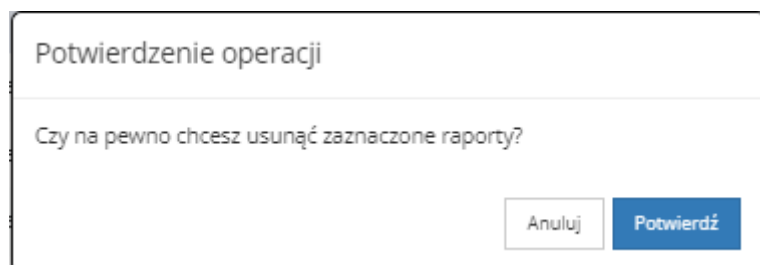 Potwierdzenie operacji
Czy na pewno chcesz usunąć zaznaczone raporty?
Anuluj Potwierdź